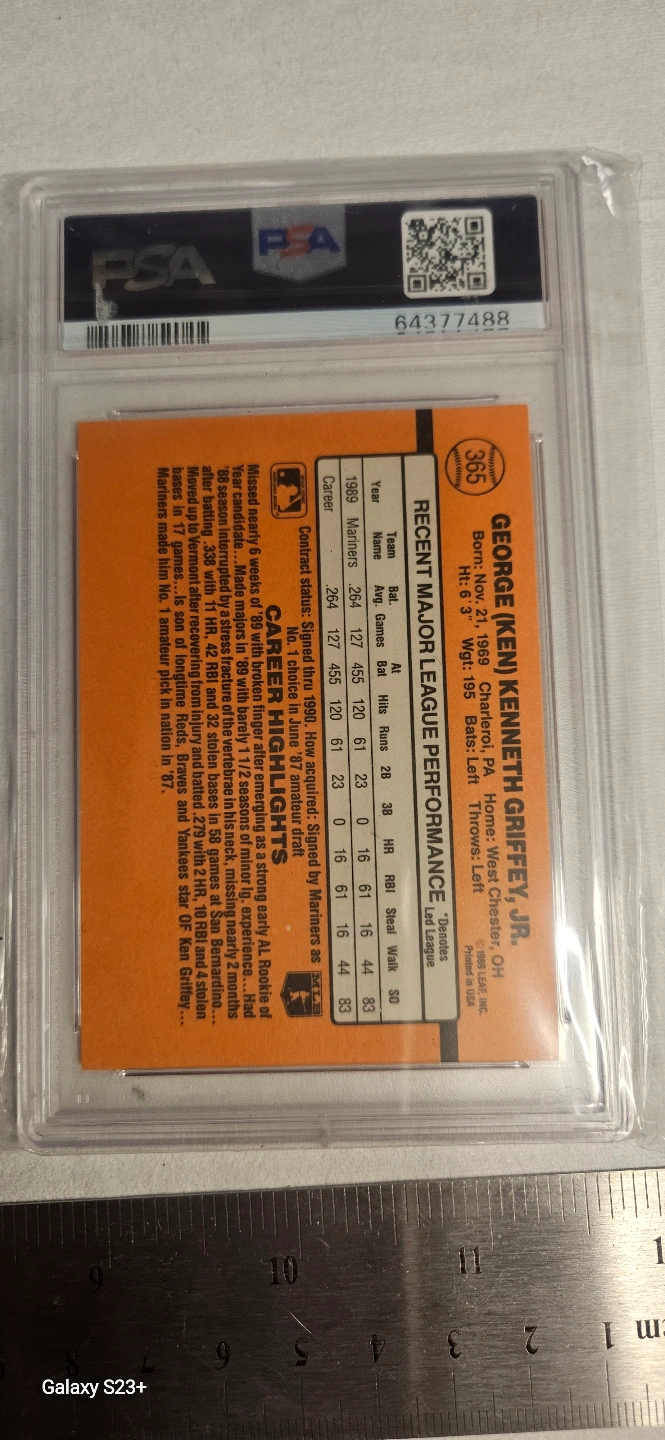 PSA
PSA
64377488
365
GEORGE (KEN) KENNETH GRIFFEY, JR.
Born: Nov. 21, 1969 Charleroi, PA Home: West Chester, OH
Ht: 6' 3" Wgt: 195 Bats: Left Throws: Left
© 1989 LEAF, INC.
Printed in USA
RECENT MAJOR LEAGUE PERFORMANCE
*Denotes
Led League
Team Bat. At
Year Name Avg. Games Bat Hits Runs 2B 3B HR RBI Steal Walk SO
1989 Mariners .264 127 455 120 61 23 0 16 61 16 44 83
Career .264 127 455 120 61 23 0 16 61 16 44 83
Contract status: Signed thru 1990. How acquired: Signed by Mariners as
No. 1 choice in June '87 amateur draft
MLB
CAREER HIGHLIGHTS
Missed nearly 6 weeks of '89 with broken finger after emerging as a strong early AL Rookie of
Year candidate...Made majors in '89 with barely 1 1/2 seasons of minor lg. experience....Had
'88 season interrupted by a stress fracture of the vertebrae in his neck, missing nearly 2 months
after batting .338 with 11 HR, 42 RBI and 32 stolen bases in 58 games at San Bernardino...
Moved up to Vermont after recovering from injury and batted .279 with 2 HR, 10 RBI and 4 stolen
bases in 17 games...Is son of longtime Reds, Braves and Yankees star OF Ken Griffey...
Mariners made him No. 1 amateur pick in nation in '87.
9 10 11 1
8 7 6 5 4 3 2 1 cm
Galaxy S23+